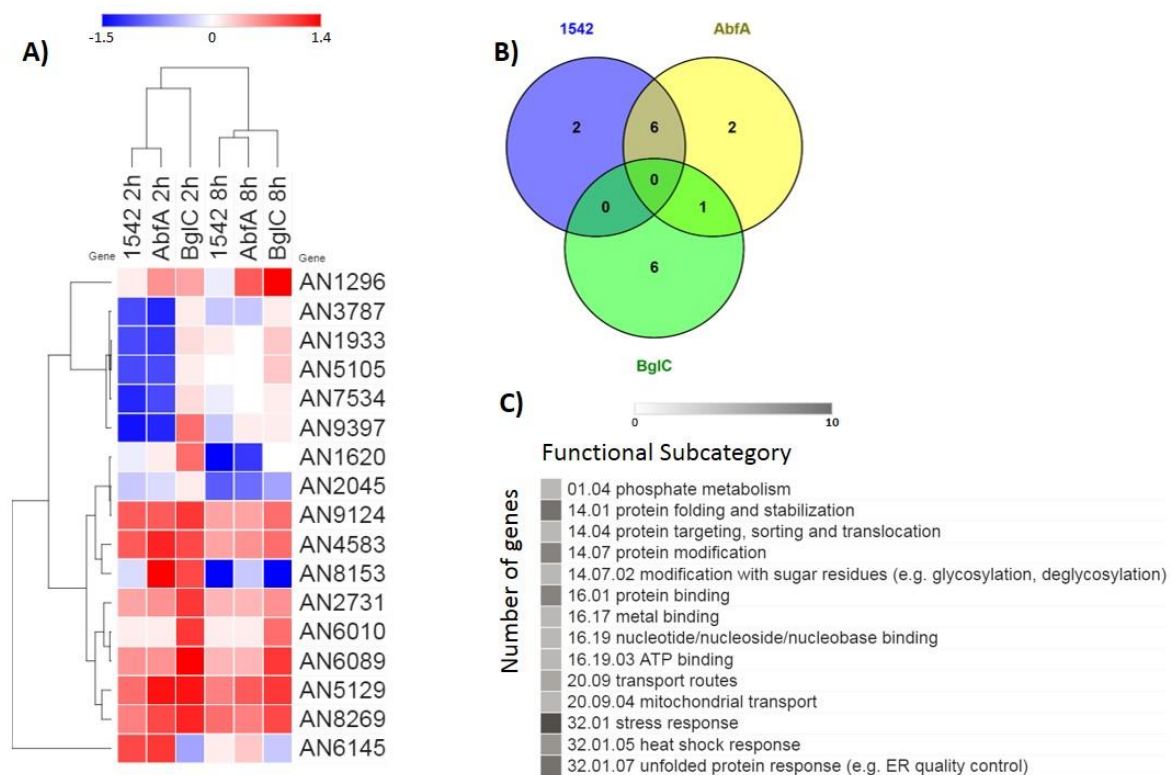 A)
-1.5 0 1.4
Gene 1542 2h AbfA 2h BglC 2h 1542 8h AbfA 8h BglC 8h Gene
AN1296
AN3787
AN1933
AN5105
AN7534
AN9397
AN1620
AN2045
AN9124
AN4583
AN8153
AN2731
AN6010
AN6089
AN5129
AN8269
AN6145
B)
1542 AbfA
2 6 2
0
0 1
6
BglC
C)
0 10
Functional Subcategory
Number of genes
01.04 phosphate metabolism
14.01 protein folding and stabilization
14.04 protein targeting, sorting and translocation
14.07 protein modification
14.07.02 modification with sugar residues (e.g. glycosylation, deglycosylation)
16.01 protein binding
16.17 metal binding
16.19 nucleotide/nucleoside/nucleobase binding
16.19.03 ATP binding
20.09 transport routes
20.09.04 mitochondrial transport
32.01 stress response
32.01.05 heat shock response
32.01.07 unfolded protein response (e.g. ER quality control)